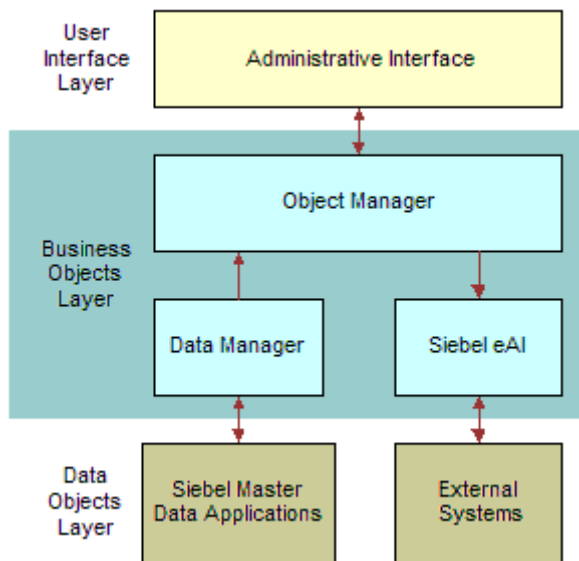 User
Interface
Layer
Administrative Interface
Object Manager
Business
Objects
Layer
Data Manager
Siebel eAI
Data
Objects
Layer
Siebel Master
Data Applications
External
Systems